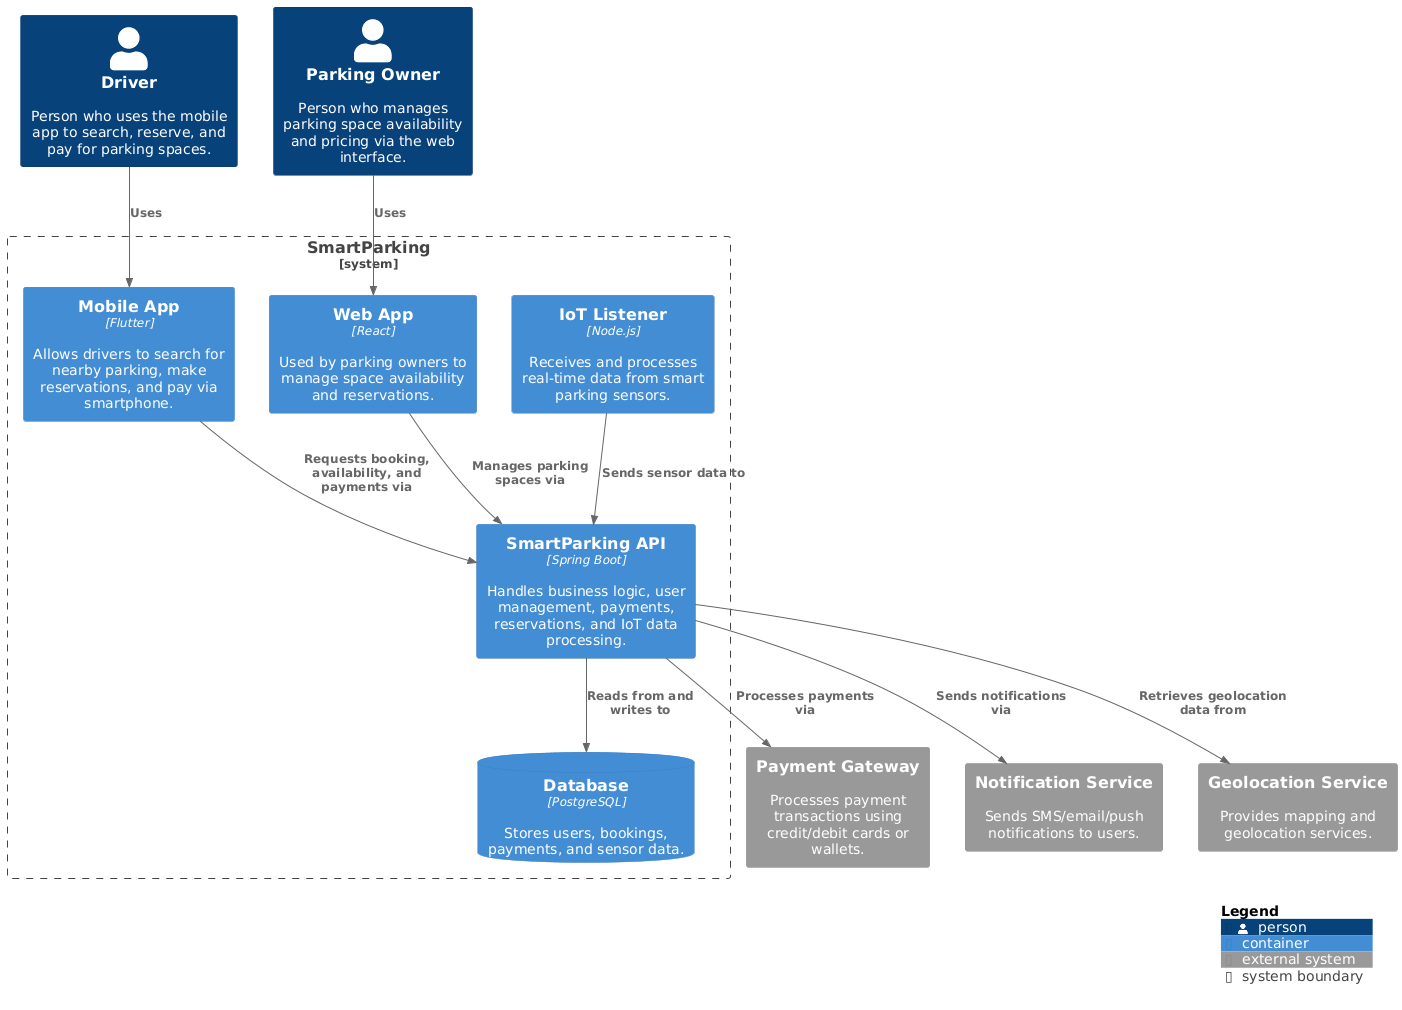 Driver
Person who uses the mobile
app to search, reserve, and
pay for parking spaces.
Parking Owner
Person who manages
parking space availability
and pricing via the web
interface.
Uses
Uses
SmartParking
[system]
Mobile App
[Flutter]
Allows drivers to search for
nearby parking, make
reservations, and pay via
smartphone.
Web App
[React]
Used by parking owners to
manage space availability
and reservations.
IoT Listener
[Node.js]
Receives and processes
real-time data from smart
parking sensors.
Requests booking,
availability, and
payments via
Manages parking
spaces via
Sends sensor data to
SmartParking API
[Spring Boot]
Handles business logic, user
management, payments,
reservations, and IoT data
processing.
Reads from and
writes to
Processes payments
via
Sends notifications
via
Retrieves geolocation
data from
Database
[PostgreSQL]
Stores users, bookings,
payments, and sensor data.
Payment Gateway
Processes payment
transactions using
credit/debit cards or
wallets.
Notification Service
Sends SMS/email/push
notifications to users.
Geolocation Service
Provides mapping and
geolocation services.
Legend
person
container
external system
system boundary